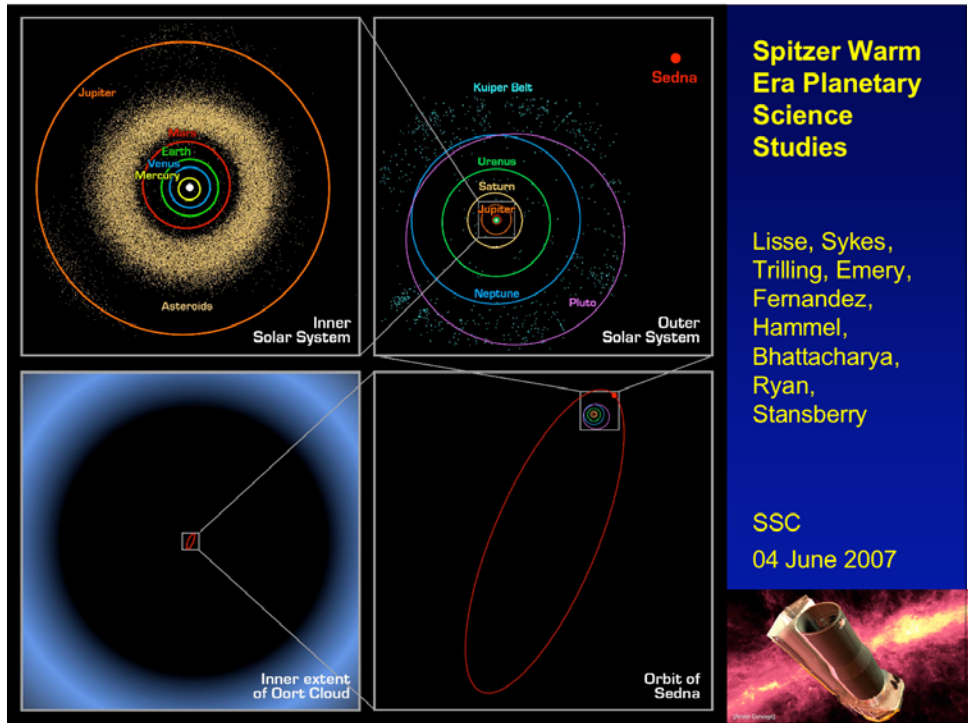 Jupiter
Mars
Earth
Venus
Mercury
Asteroids
Inner
Solar System
Sedna
Kuiper Belt
Uranus
Saturn
Jupiter
Neptune
Pluto
Outer
Solar System
Inner extent
of Oort Cloud
Orbit of
Sedna
Spitzer Warm
Era Planetary
Science
Studies
Lisse, Sykes,
Trilling, Emery,
Fernandez,
Hammel,
Bhattacharya,
Ryan,
Stansberry
SSC
04 June 2007
[Artist Concept]